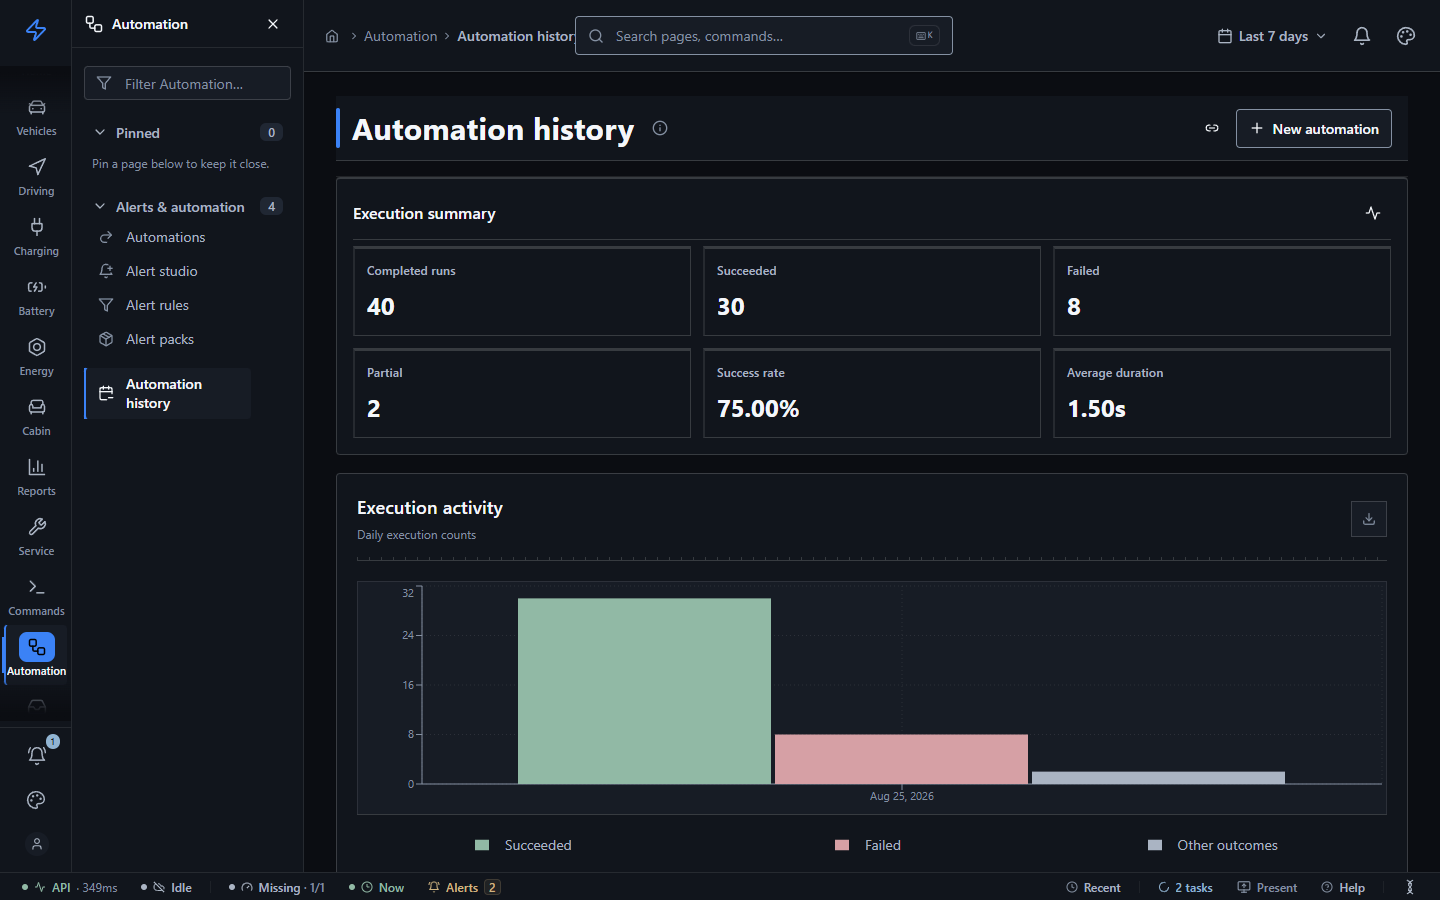 Automation
Automation
Automation histor
Search pages, commands...
K
Last 7 days
Filter Automation...
Pinned
0
Pin a page below to keep it close.
Alerts & automation
4
Automations
Alert studio
Alert rules
Alert packs
Automation
history
Vehicles
Driving
Charging
Battery
Energy
Cabin
Reports
Service
Commands
Automation
1
Automation history
New automation
Execution summary
Completed runs
40
Succeeded
30
Failed
8
Partial
2
Success rate
75.00%
Average duration
1.50s
Execution activity
Daily execution counts
32
24
16
8
0
Aug 25, 2026
Succeeded
Failed
Other outcomes
API · 349ms
Idle
Missing · 1/1
Now
Alerts 2
Recent
2 tasks
Present
Help